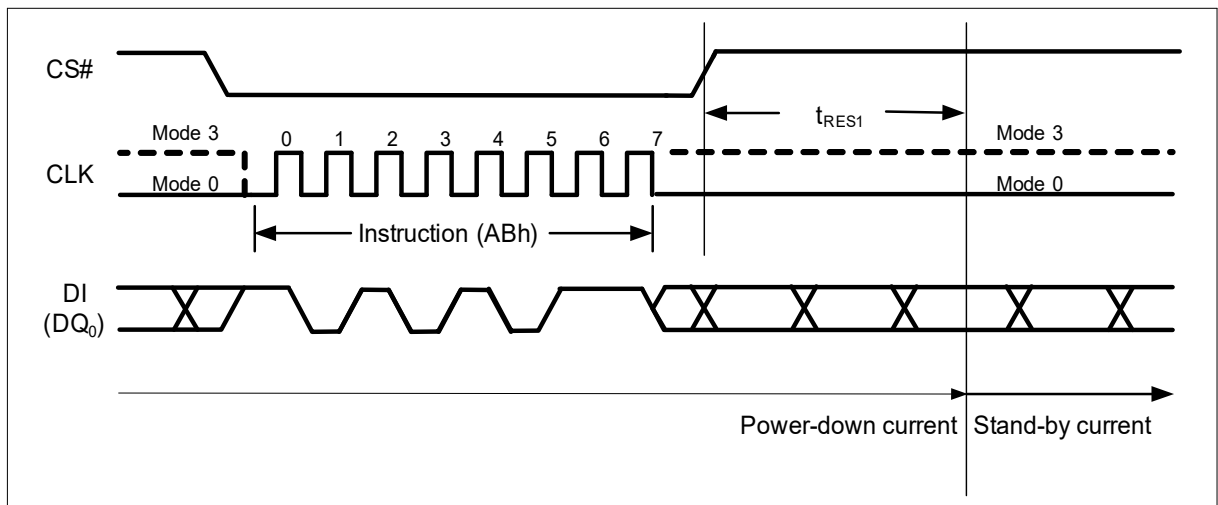 CS#
tRES1
Mode 3 0 1 2 3 4 5 6 7 Mode 3
CLK
Mode 0 Mode 0
Instruction (ABh)
DI
(DQ0)
Power-down current Stand-by current